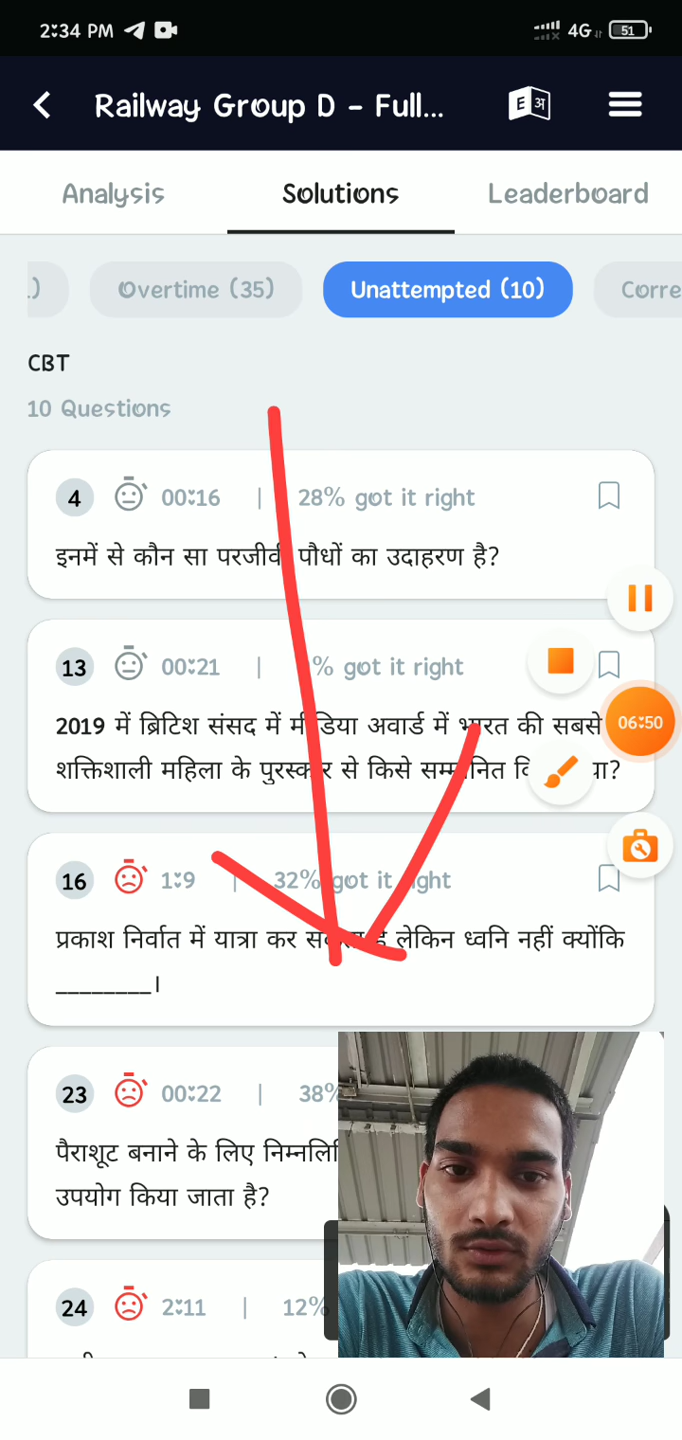 2:34 PM 4G 51
Railway Group D - Full...
E अ
Analysis Solutions Leaderboard
Overtime (35) Unattempted (10) Corre
CBT
10 Questions
4 00:16 | 28% got it right
इनमें से कौन सा परजीवी पौधों का उदाहरण है?
13 00:21 | % got it right
2019 में ब्रिटिश संसद में मीडिया अवार्ड में भारत की सबसे
06:50
शक्तिशाली महिला के पुरस्कार से किसे सम्मानित
16 1:9 | 32% got it right
प्रकाश निर्वात में यात्रा कर सकता है लेकिन ध्वनि नहीं क्योंकि
________।
23 00:22 | 38%
पैराशूट बनाने के लिए
उपयोग किया जाता है?
24 2:11 | 12%